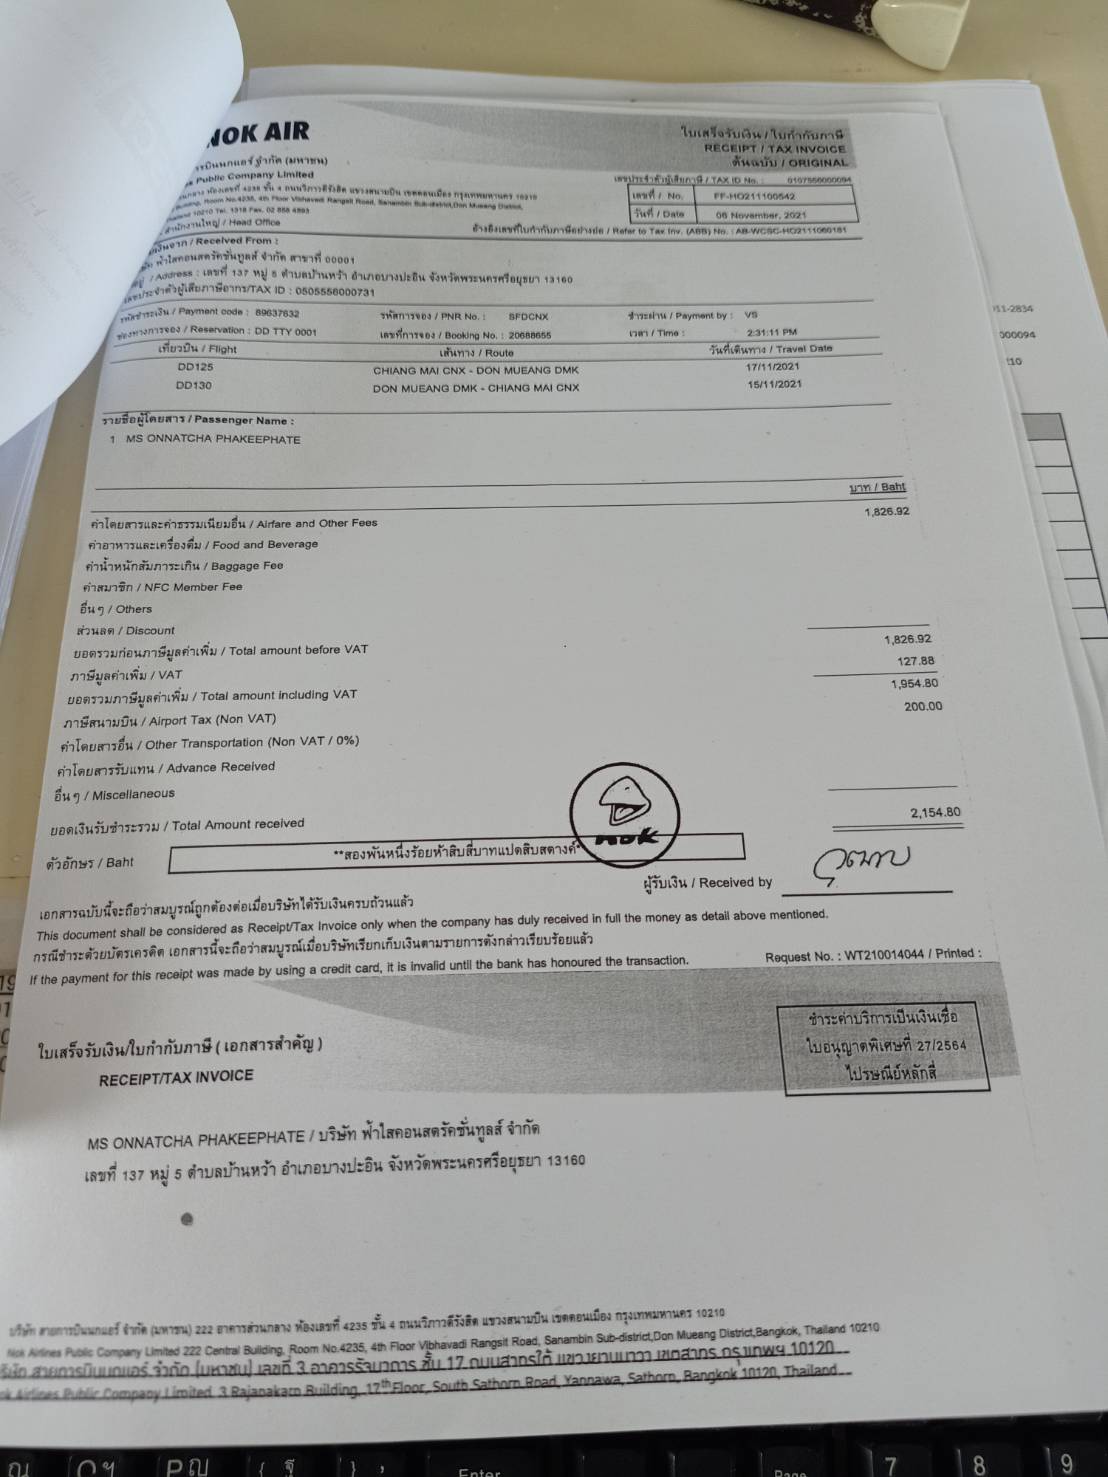 NOK AIR
ใบเสร็จรับเงิน / ใบกำกับภาษี
RECEIPT / TAX INVOICE
ต้นฉบับ / ORIGINAL
รบินนกแอร์ จำกัด (มหาชน)
Public Company Limited
ห้องเลขที่ 4235 ชั้น 4 ถนนวิภาวดีรังสิต แขวงสนามบิน เขตดอนเมือง กรุงเทพมหานคร 10210
Room No.4235, 4th Floor Vibhavadi Rangsit Road, Sanambin Sub-district,Don Mueang District,
10210 Tel. 1318 Fax. 02 888 4893
สำนักงานใหญ่ / Head Office
เลขประจำตัวผู้เสียภาษี / TAX ID No. : 0107556000094
เลขที่ / No. FF-HO211100542
วันที่ / Date 06 November, 2021
อ้างอิงเลขที่ใบกำกับภาษีอย่างย่อ / Refer to Tax Inv. (ABB) No. : AB-WCSC-HO2111060181
เงินจาก / Received From :
ฟ้าใสคอนสตรัคชั่นทูลส์ จำกัด สาขาที่ 00001
/ Address : เลขที่ 137 หมู่ 5 ตำบลบ้านหว้า อำเภอบางปะอิน จังหวัดพระนครศรีอยุธยา 13160
เลขประจำตัวผู้เสียภาษีอากร/TAX ID : 0505556000731
รหัสชำระเงิน / Payment code : 89637632 รหัสการจอง / PNR No. : SFDCNX ชำระผ่าน / Payment by : VS
ช่องทางการจอง / Reservation : DD TTY 0001 เลขที่การจอง / Booking No. : 20688655 เวลา / Time : 2:31:11 PM
เที่ยวบิน / Flight เส้นทาง / Route วันที่เดินทาง / Travel Date
DD125 CHIANG MAI CNX - DON MUEANG DMK 17/11/2021
DD130 DON MUEANG DMK - CHIANG MAI CNX 15/11/2021
รายชื่อผู้โดยสาร / Passenger Name :
1 MS ONNATCHA PHAKEEPHATE
บาท / Baht
ค่าโดยสารและค่าธรรมเนียมอื่น / Airfare and Other Fees 1,826.92
ค่าอาหารและเครื่องดื่ม / Food and Beverage
ค่าน้ำหนักสัมภาระเกิน / Baggage Fee
ค่าสมาชิก / NFC Member Fee
อื่น ๆ / Others
ส่วนลด / Discount
ยอดรวมก่อนภาษีมูลค่าเพิ่ม / Total amount before VAT 1,826.92
ภาษีมูลค่าเพิ่ม / VAT 127.88
ยอดรวมภาษีมูลค่าเพิ่ม / Total amount including VAT 1,954.80
ภาษีสนามบิน / Airport Tax (Non VAT) 200.00
ค่าโดยสารอื่น / Other Transportation (Non VAT / 0%)
ค่าโดยสารรับแทน / Advance Received
อื่น ๆ / Miscellaneous
ยอดเงินรับชำระรวม / Total Amount received 2,154.80
nok
ตัวอักษร / Baht **สองพันหนึ่งร้อยห้าสิบสี่บาทแปดสิบสตางค์*
ผู้รับเงิน / Received by
เอกสารฉบับนี้จะถือว่าสมบูรณ์ถูกต้องต่อเมื่อบริษัทได้รับเงินครบถ้วนแล้ว
This document shall be considered as Receipt/Tax Invoice only when the company has duly received in full the money as detail above mentioned.
กรณีชำระด้วยบัตรเครดิต เอกสารนี้จะถือว่าสมบูรณ์เมื่อบริษัทเรียกเก็บเงินตามรายการดังกล่าวเรียบร้อยแล้ว
If the payment for this receipt was made by using a credit card, it is invalid until the bank has honoured the transaction.
Request No. : WT210014044 / Printed :
ใบเสร็จรับเงิน/ใบกำกับภาษี ( เอกสารสำคัญ )
RECEIPT/TAX INVOICE
ชำระค่าบริการเป็นเงินเชื่อ
ใบอนุญาตพิเศษที่ 27/2564
ไปรษณีย์หลักสี่
MS ONNATCHA PHAKEEPHATE / บริษัท ฟ้าใสคอนสตรัคชั่นทูลส์ จำกัด
เลขที่ 137 หมู่ 5 ตำบลบ้านหว้า อำเภอบางปะอิน จังหวัดพระนครศรีอยุธยา 13160
บริษัท สายการบินนกแอร์ จำกัด (มหาชน) 222 อาคารส่วนกลาง ห้องเลขที่ 4235 ชั้น 4 ถนนวิภาวดีรังสิต แขวงสนามบิน เขตดอนเมือง กรุงเทพมหานคร 10210
Nok Airlines Public Company Limited 222 Central Building, Room No.4235, 4th Floor Vibhavadi Rangsit Road, Sanambin Sub-district,Don Mueang District,Bangkok, Thailand 10210
บริษัท สายการบินนกแอร์ จำกัด (มหาชน) เลขที่ 3 อาคารรัจนาการ ชั้น 17 ถนนสาทรใต้ แขวงยานนาวา เขตสาทร กรุงเทพฯ 10120
ok Airlines Public Company Limited. 3 Rajanakarn Building, 17th Floor, South Sathorn Road, Yannawa, Sathorn, Bangkok 10120, Thailand
11-2834
000094
10
Enter
Page
7
8
9